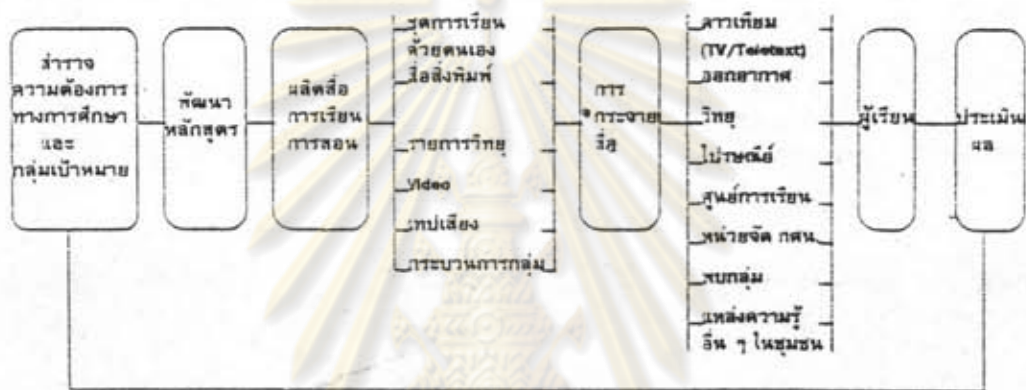 สำรวจ
ความต้องการ
ทางการศึกษา
และ
กลุ่มเป้าหมาย
พัฒนา
หลักสูตร
ผลิตสื่อ
การเรียน
การสอน
ชุดการเรียน
ด้วยตนเอง
สื่อสิ่งพิมพ์
รายการวิทยุ
Video
เทปเสียง
กระบวนการกลุ่ม
การ
กระจาย
สื่อ
ดาวเทียม
(TV/Teletext)
ออกอากาศ
วิทยุ
ไปรษณีย์
ศูนย์การเรียน
หน่วยจัด กศน
พบกลุ่ม
แหล่งความรู้
อื่น ๆ ในชุมชน
ผู้เรียน
ประเมิน
ผล